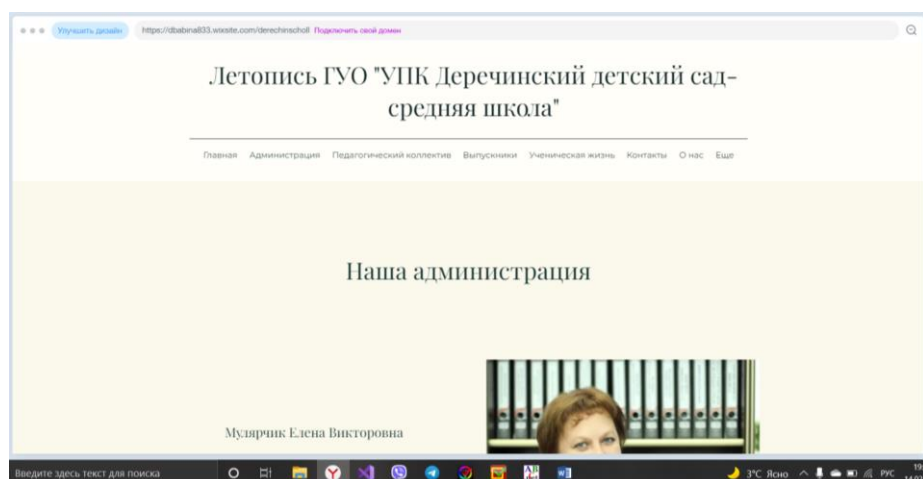 Улучшить дизайн https://dbabina833.wixsite.com/derechinscholl Подключить свой домен
Летопись ГУО "УПК Деречинский детский сад-
средняя школа"
Главная Администрация Педагогический коллектив Выпускники Ученическая жизнь Контакты О нас Еще
Наша администрация
Мулярчик Елена Викторовна
Введите здесь текст для поиска 3°C Ясно РУС